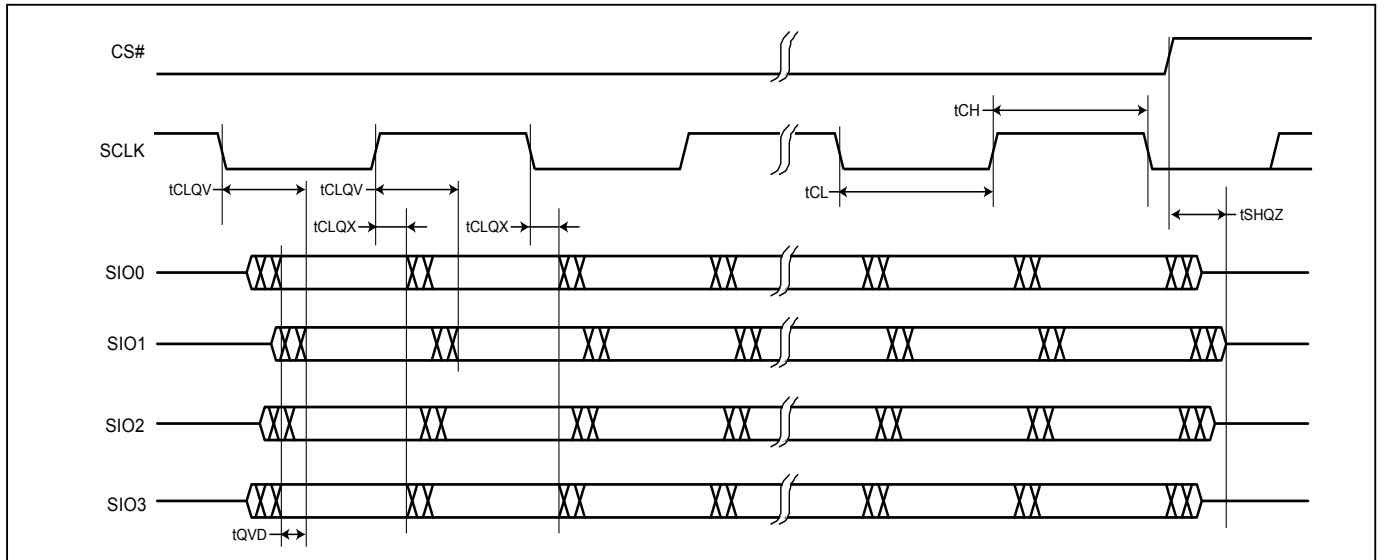 CS#
tCH
SCLK
tCLQV
tCLQV
tCL
tSHQZ
tCLQX
tCLQX
SIO0
SIO1
SIO2
SIO3
tQVD